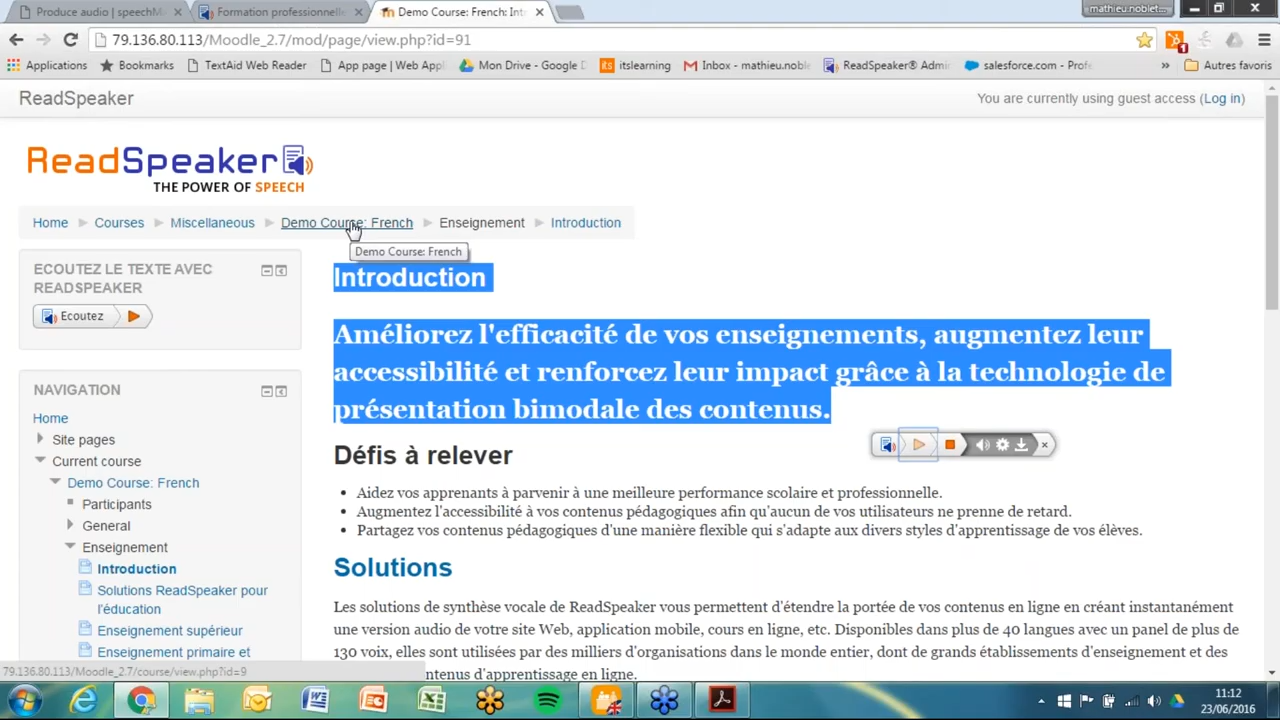 Produce audio | speechM
Formation professionnelle
Demo Course: French: Int
mathieu.noblet...
79.136.80.113/Moodle_2.7/mod/page/view.php?id=91
Applications
Bookmarks
TextAid Web Reader
App page | Web Appl
Mon Drive - Google D
its
itslearning
Inbox - mathieu.noble
ReadSpeaker® Admin
salesforce.com - Profe
»
Autres favoris
ReadSpeaker
You are currently using guest access (Log in)
ReadSpeaker
THE POWER OF SPEECH
Home
Courses
Miscellaneous
Demo Course: French
Enseignement
Introduction
Demo Course: French
ECOUTEZ LE TEXTE AVEC
READSPEAKER
Ecoutez
NAVIGATION
Home
Site pages
Current course
Demo Course: French
Participants
General
Enseignement
Introduction
Solutions ReadSpeaker pour
l'éducation
Enseignement supérieur
Enseignement primaire et
Introduction
Améliorez l'efficacité de vos enseignements, augmentez leur
accessibilité et renforcez leur impact grâce à la technologie de
présentation bimodale des contenus.
Défis à relever
Aidez vos apprenants à parvenir à une meilleure performance scolaire et professionnelle.
Augmentez l'accessibilité à vos contenus pédagogiques afin qu'aucun de vos utilisateurs ne prenne de retard.
Partagez vos contenus pédagogiques d'une manière flexible qui s'adapte aux divers styles d'apprentissage de vos élèves.
Solutions
Les solutions de synthèse vocale de ReadSpeaker vous permettent d'étendre la portée de vos contenus en ligne en créant instantanément
une version audio de votre site Web, application mobile, cours en ligne, etc. Disponibles dans plus de 40 langues avec un panel de plus de
130 voix, elles sont utilisées par des milliers d'organisations dans le monde entier, dont de grands établissements d'enseignement et des
ntenus d'apprentissage en ligne.
79.136.80.113/Moodle_2.7/course/view.php?id=9
11:12
23/06/2016